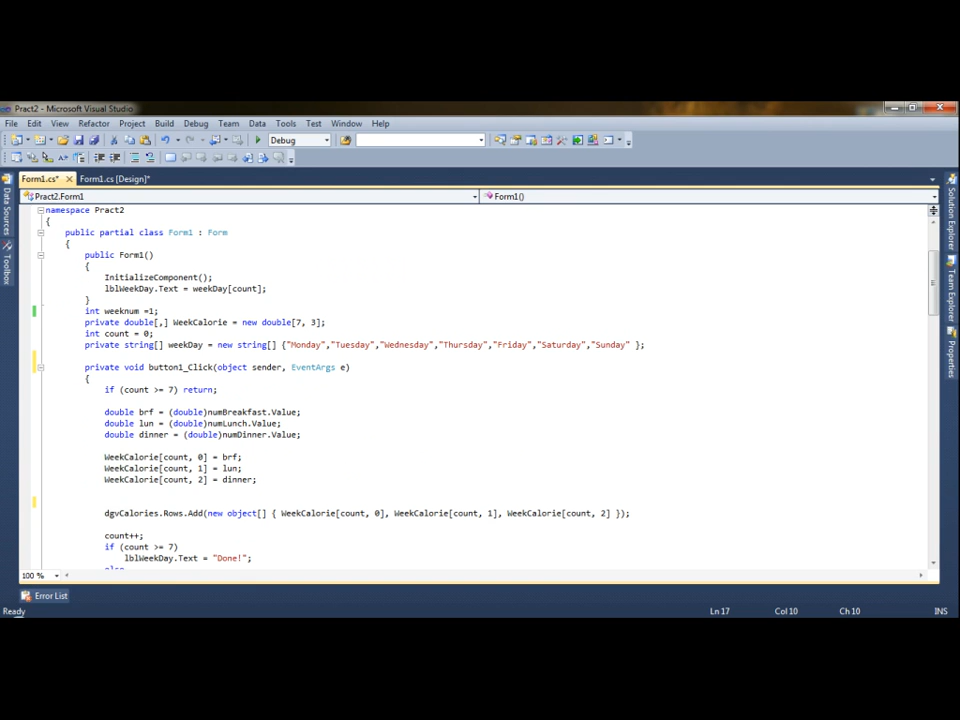 Pract2 - Microsoft Visual Studio
File Edit View Refactor Project Build Debug Team Data Tools Test Window Help
Debug
Form1.cs* Form1.cs [Design]*
Pract2.Form1 Form1()
namespace Pract2
{
public partial class Form1 : Form
{
public Form1()
{
InitializeComponent();
lblWeekDay.Text = weekDay[count];
}
int weeknum =1;
private double[,] WeekCalorie = new double[7, 3];
int count = 0;
private string[] weekDay = new string[] {"Monday","Tuesday","Wednesday","Thursday","Friday","Saturday","Sunday" };
private void button1_Click(object sender, EventArgs e)
{
if (count >= 7) return;
double brf = (double)numBreakfast.Value;
double lun = (double)numLunch.Value;
double dinner = (double)numDinner.Value;
WeekCalorie[count, 0] = brf;
WeekCalorie[count, 1] = lun;
WeekCalorie[count, 2] = dinner;
dgvCalories.Rows.Add(new object[] { WeekCalorie[count, 0], WeekCalorie[count, 1], WeekCalorie[count, 2] });
count++;
if (count >= 7)
lblWeekDay.Text = "Done!";
else
100 %
Error List
Ready Ln 17 Col 10 Ch 10 INS
Data Sources
Toolbox
Solution Explorer
Team Explorer
Properties